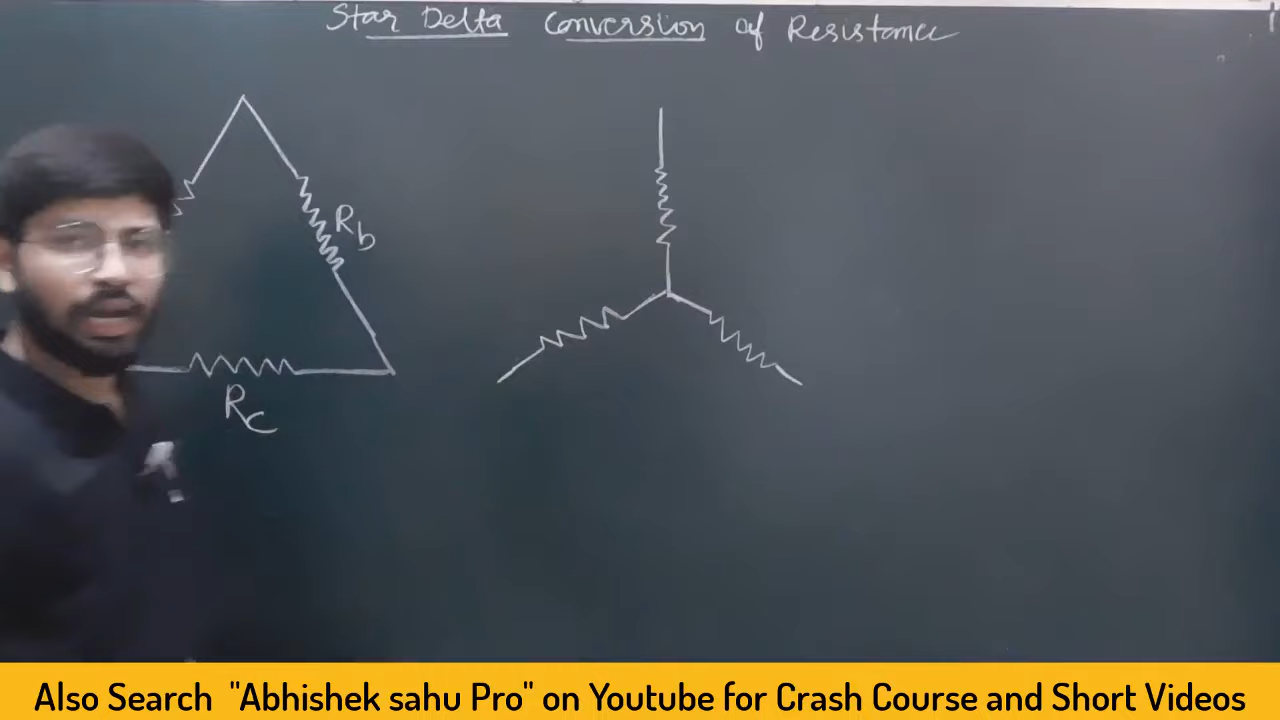 Star Delta Conversion of Resistance
Rb
Rc
Also Search "Abhishek sahu Pro" on Youtube for Crash Course and Short Videos